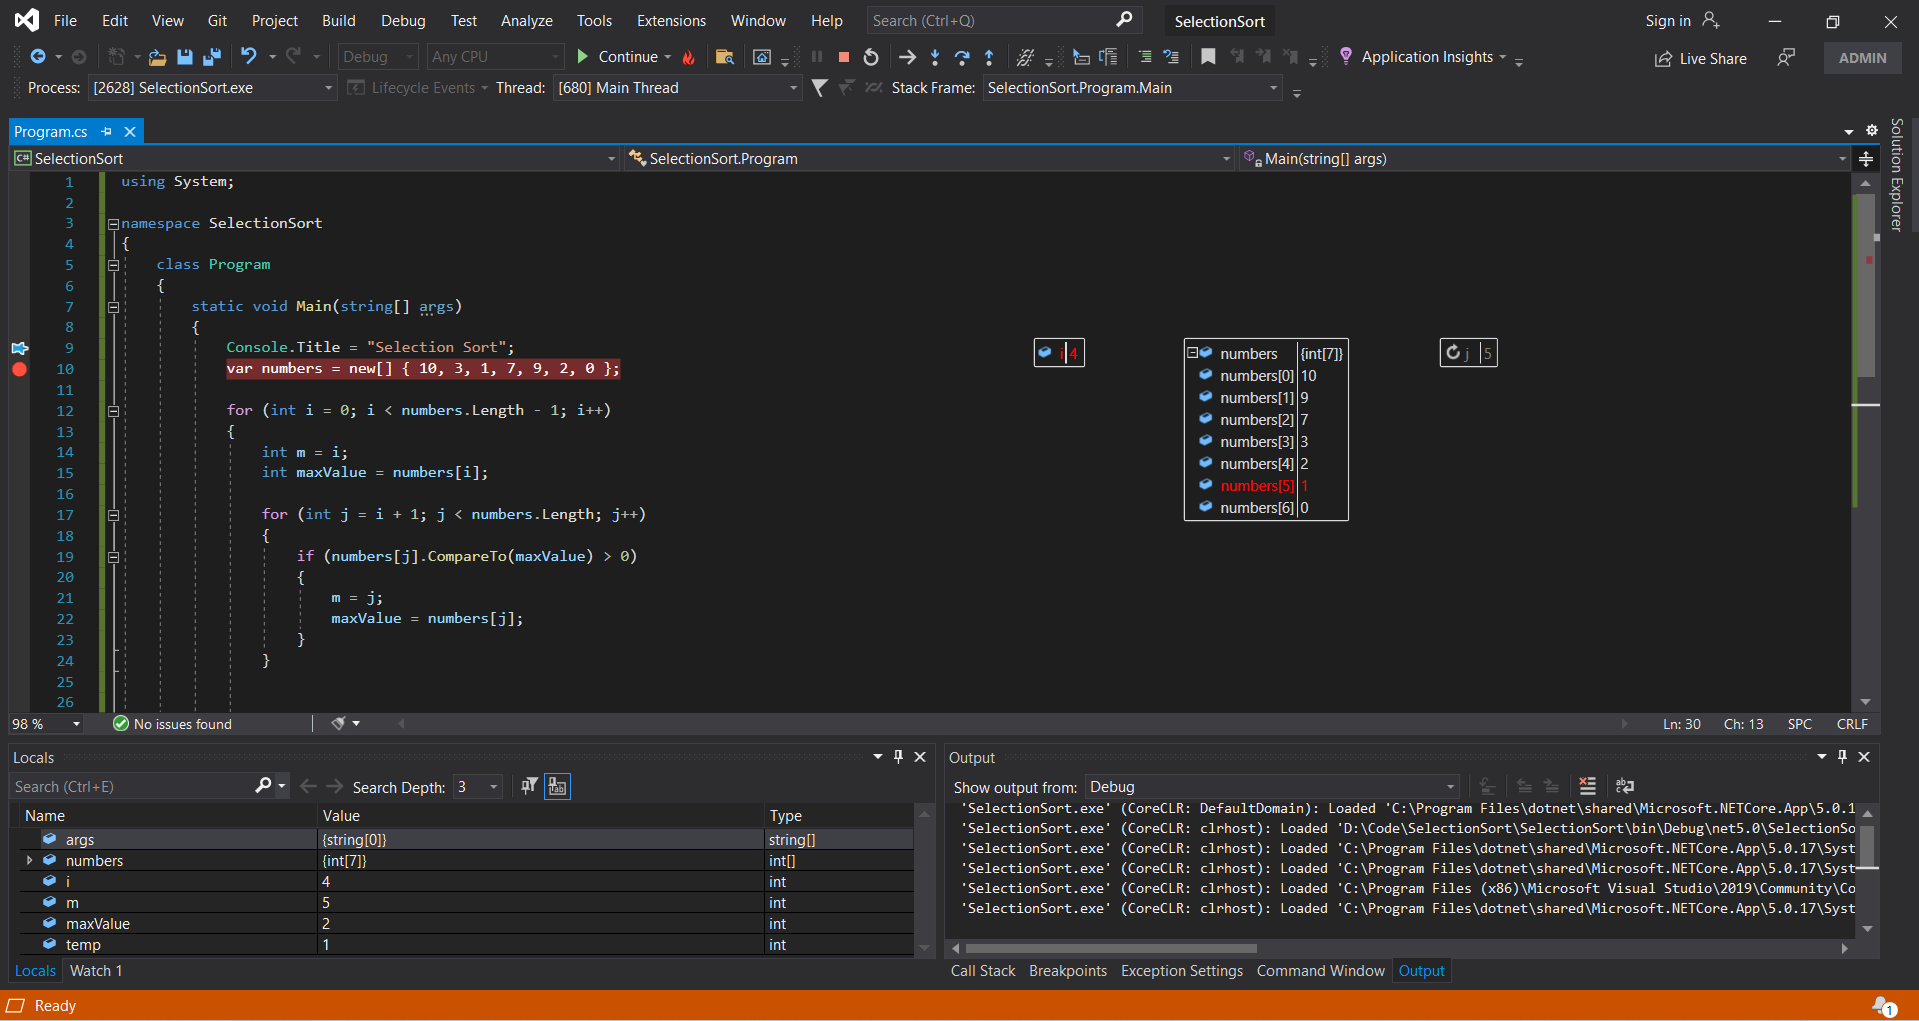 File Edit View Git Project Build Debug Test Analyze Tools Extensions Window Help Search (Ctrl+Q) SelectionSort Sign in
Debug Any CPU Continue Application Insights Live Share ADMIN
Process: [2628] SelectionSort.exe Lifecycle Events Thread: [680] Main Thread Stack Frame: SelectionSort.Program.Main
Program.cs
Solution Explorer
C# SelectionSort SelectionSort.Program Main(string[] args)
1 using System;
2
3 namespace SelectionSort
4 {
5 class Program
6 {
7 static void Main(string[] args)
8 {
9 Console.Title = "Selection Sort";
10 var numbers = new[] { 10, 3, 1, 7, 9, 2, 0 };
11
12 for (int i = 0; i < numbers.Length - 1; i++)
13 {
14 int m = i;
15 int maxValue = numbers[i];
16
17 for (int j = i + 1; j < numbers.Length; j++)
18 {
19 if (numbers[j].CompareTo(maxValue) > 0)
20 {
21 m = j;
22 maxValue = numbers[j];
23 }
24 }
25
26
i 4
numbers {int[7]}
numbers[0] 10
numbers[1] 9
numbers[2] 7
numbers[3] 3
numbers[4] 2
numbers[5] 1
numbers[6] 0
j 5
98 % No issues found Ln: 30 Ch: 13 SPC CRLF
Locals
Search (Ctrl+E) Search Depth: 3
Name Value Type
args {string[0]} string[]
numbers {int[7]} int[]
i 4 int
m 5 int
maxValue 2 int
temp 1 int
Locals Watch 1
Output
Show output from: Debug
'SelectionSort.exe' (CoreCLR: DefaultDomain): Loaded 'C:\Program Files\dotnet\shared\Microsoft.NETCore.App\5.0.1
'SelectionSort.exe' (CoreCLR: clrhost): Loaded 'D:\Code\SelectionSort\SelectionSort\bin\Debug\net5.0\SelectionSo
'SelectionSort.exe' (CoreCLR: clrhost): Loaded 'C:\Program Files\dotnet\shared\Microsoft.NETCore.App\5.0.17\Syst
'SelectionSort.exe' (CoreCLR: clrhost): Loaded 'C:\Program Files\dotnet\shared\Microsoft.NETCore.App\5.0.17\Syst
'SelectionSort.exe' (CoreCLR: clrhost): Loaded 'C:\Program Files (x86)\Microsoft Visual Studio\2019\Community\Co
'SelectionSort.exe' (CoreCLR: clrhost): Loaded 'C:\Program Files\dotnet\shared\Microsoft.NETCore.App\5.0.17\Syst
Call Stack Breakpoints Exception Settings Command Window Output
Ready 1